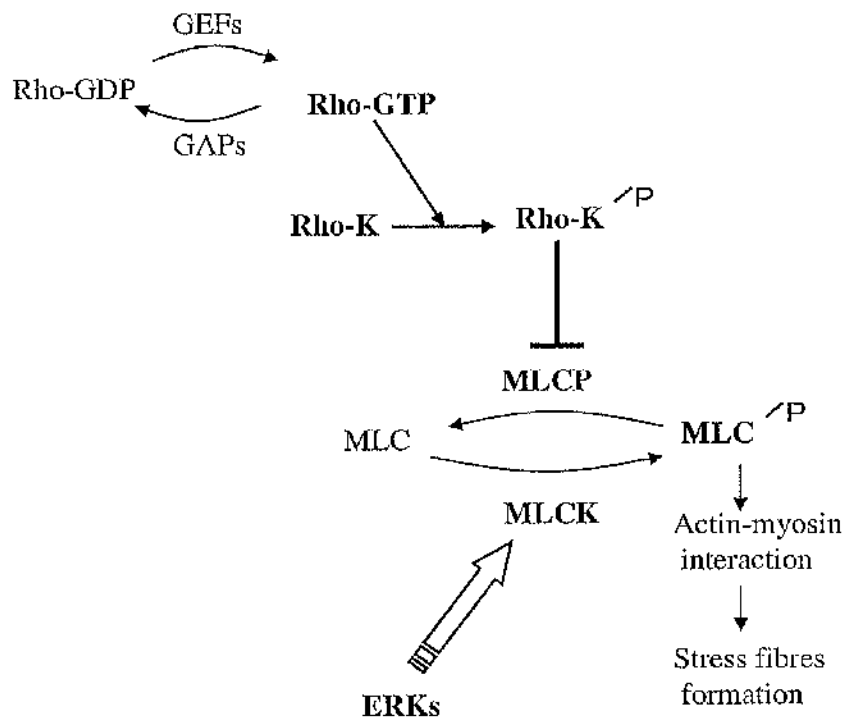 GEFs
Rho-GDP
GAPs
Rho-GTP
Rho-K
Rho-K P
MLCP
MLC
MLC P
MLCK
Actin-myosin
interaction
ERKs
Stress fibres
formation